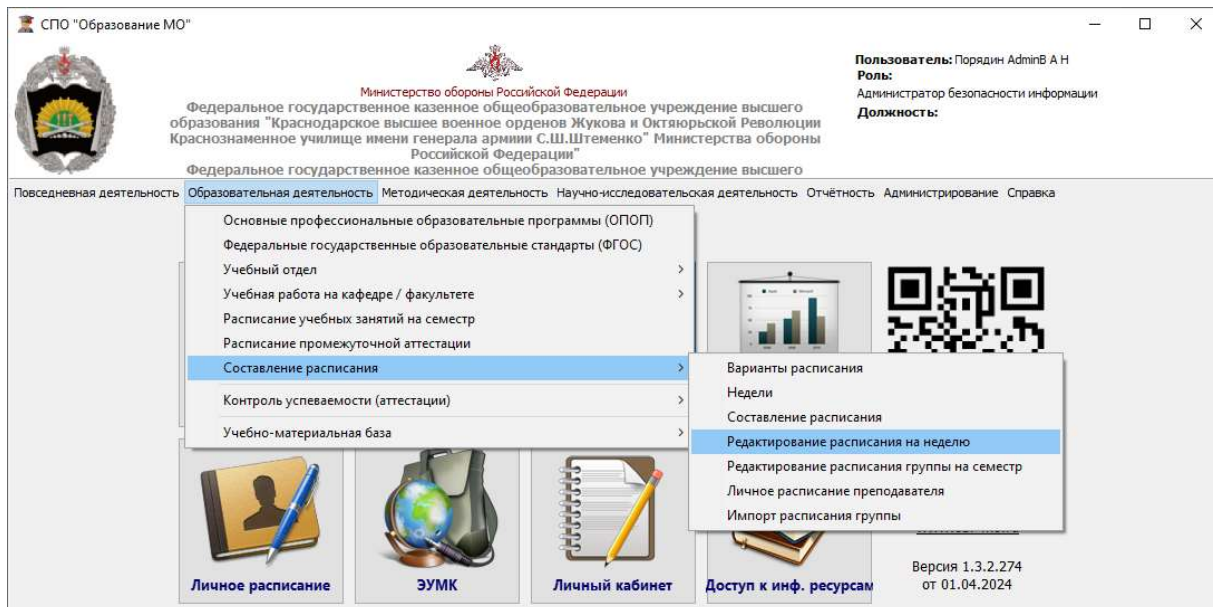 СПО "Образование МО"
Министерство обороны Российской Федерации
Федеральное государственное казенное общеобразовательное учреждение высшего
образования "Краснодарское высшее военное орденов Жукова и Октяюрьской Революции
Краснознаменное училище имени генерала армиии С.Ш.Штеменко" Министерства обороны
Российской Федерации"
Федеральное государственное казенное общеобразовательное учреждение высшего
Пользователь: Порядин AdminB А Н
Роль:
Администратор безопасности информации
Должность:
Повседневная деятельность Образовательная деятельность Методическая деятельность Научно-исследовательская деятельность Отчётность Администрирование Справка
Основные профессиональные образовательные программы (ОПОП)
Федеральные государственные образовательные стандарты (ФГОС)
Учебный отдел
Учебная работа на кафедре / факультете
Расписание учебных занятий на семестр
Расписание промежуточной аттестации
Составление расписания
Контроль успеваемости (аттестации)
Учебно-материальная база
Варианты расписания
Недели
Составление расписания
Редактирование расписания на неделю
Редактирование расписания группы на семестр
Личное расписание преподавателя
Импорт расписания группы
Личное расписание
ЭУМК
Личный кабинет
Доступ к инф. ресурсам
Версия 1.3.2.274
от 01.04.2024